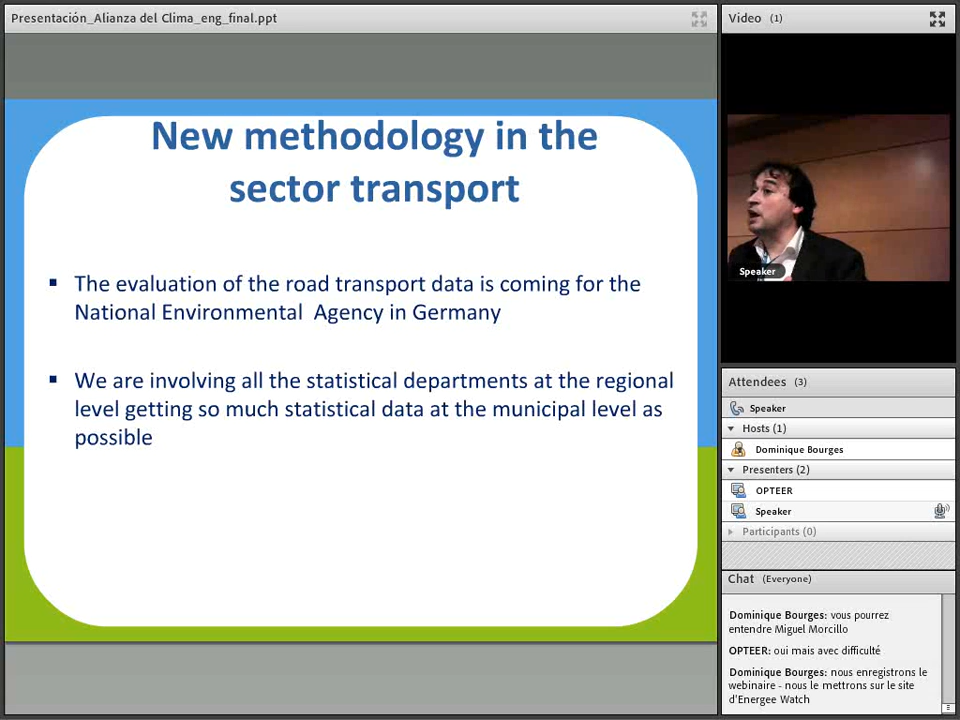 Presentación_Alianza del Clima_eng_final.ppt
New methodology in the
sector transport
▪ The evaluation of the road transport data is coming for the
National Environmental Agency in Germany
▪ We are involving all the statistical departments at the regional
level getting so much statistical data at the municipal level as
possible
Video (1)
Speaker
Attendees (3)
Speaker
Hosts (1)
Dominique Bourges
Presenters (2)
OPTEER
Speaker
Participants (0)
Chat (Everyone)
Dominique Bourges: vous pourrez
entendre Miguel Morcillo
OPTEER: oui mais avec difficulté
Dominique Bourges: nous enregistrons le
webinaire - nous le mettrons sur le site
d'Energee Watch